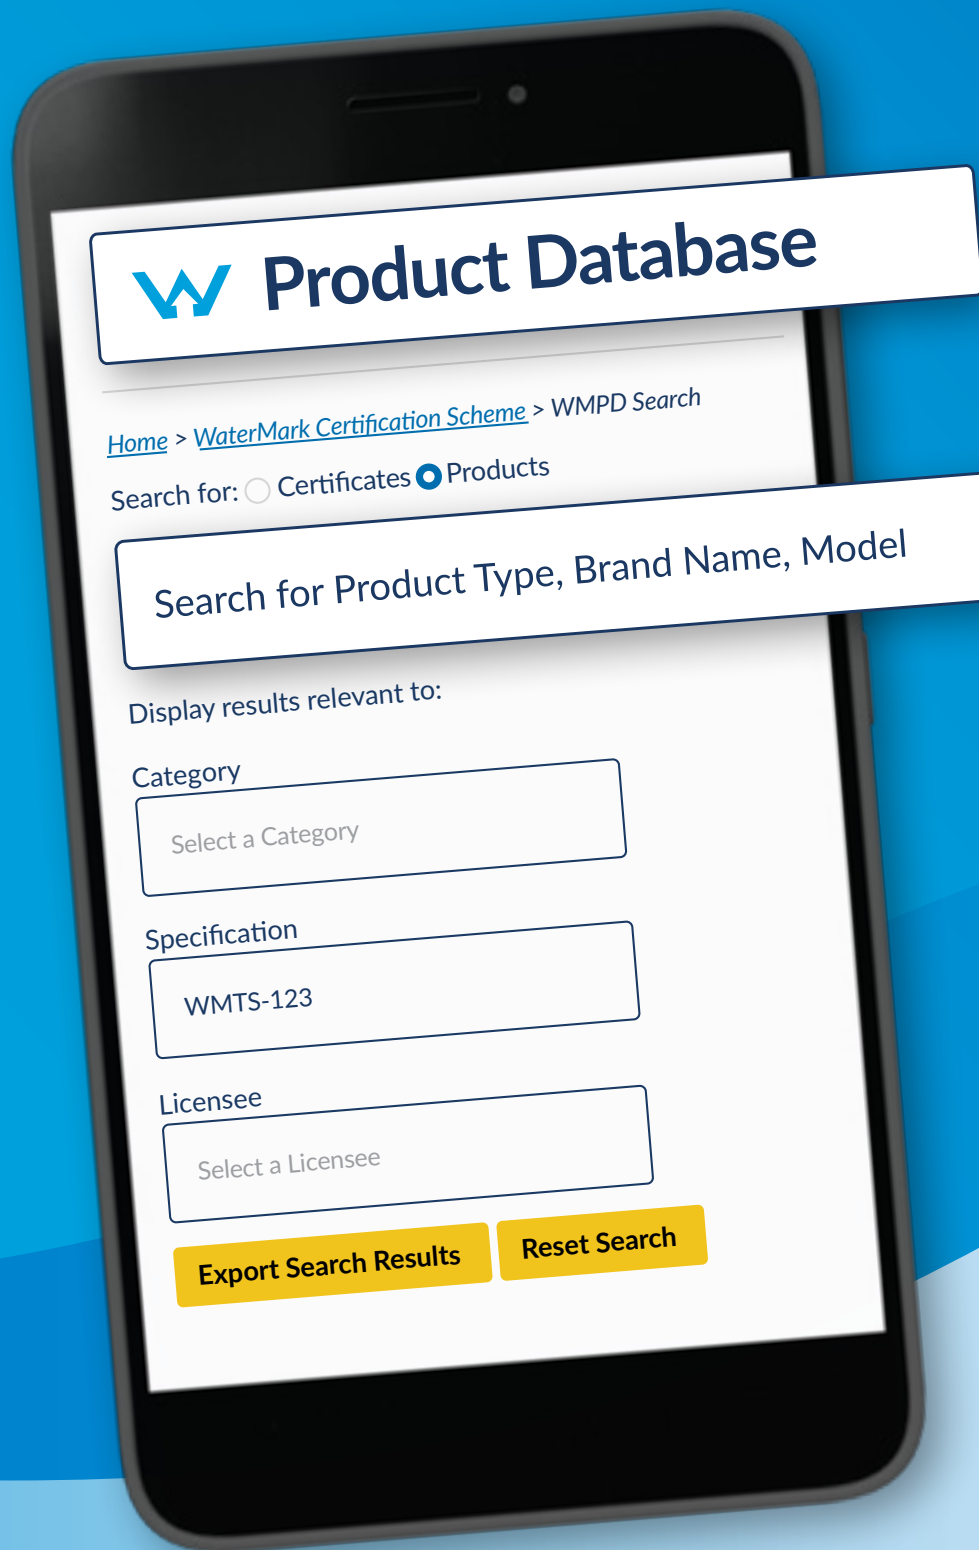 Product Database
Home > WaterMark Certification Scheme > WMPD Search
Search for: Certificates Products
Search for Product Type, Brand Name, Model
Display results relevant to:
Category
Select a Category
Specification
WMTS-123
Licensee
Select a Licensee
Export Search Results Reset Search